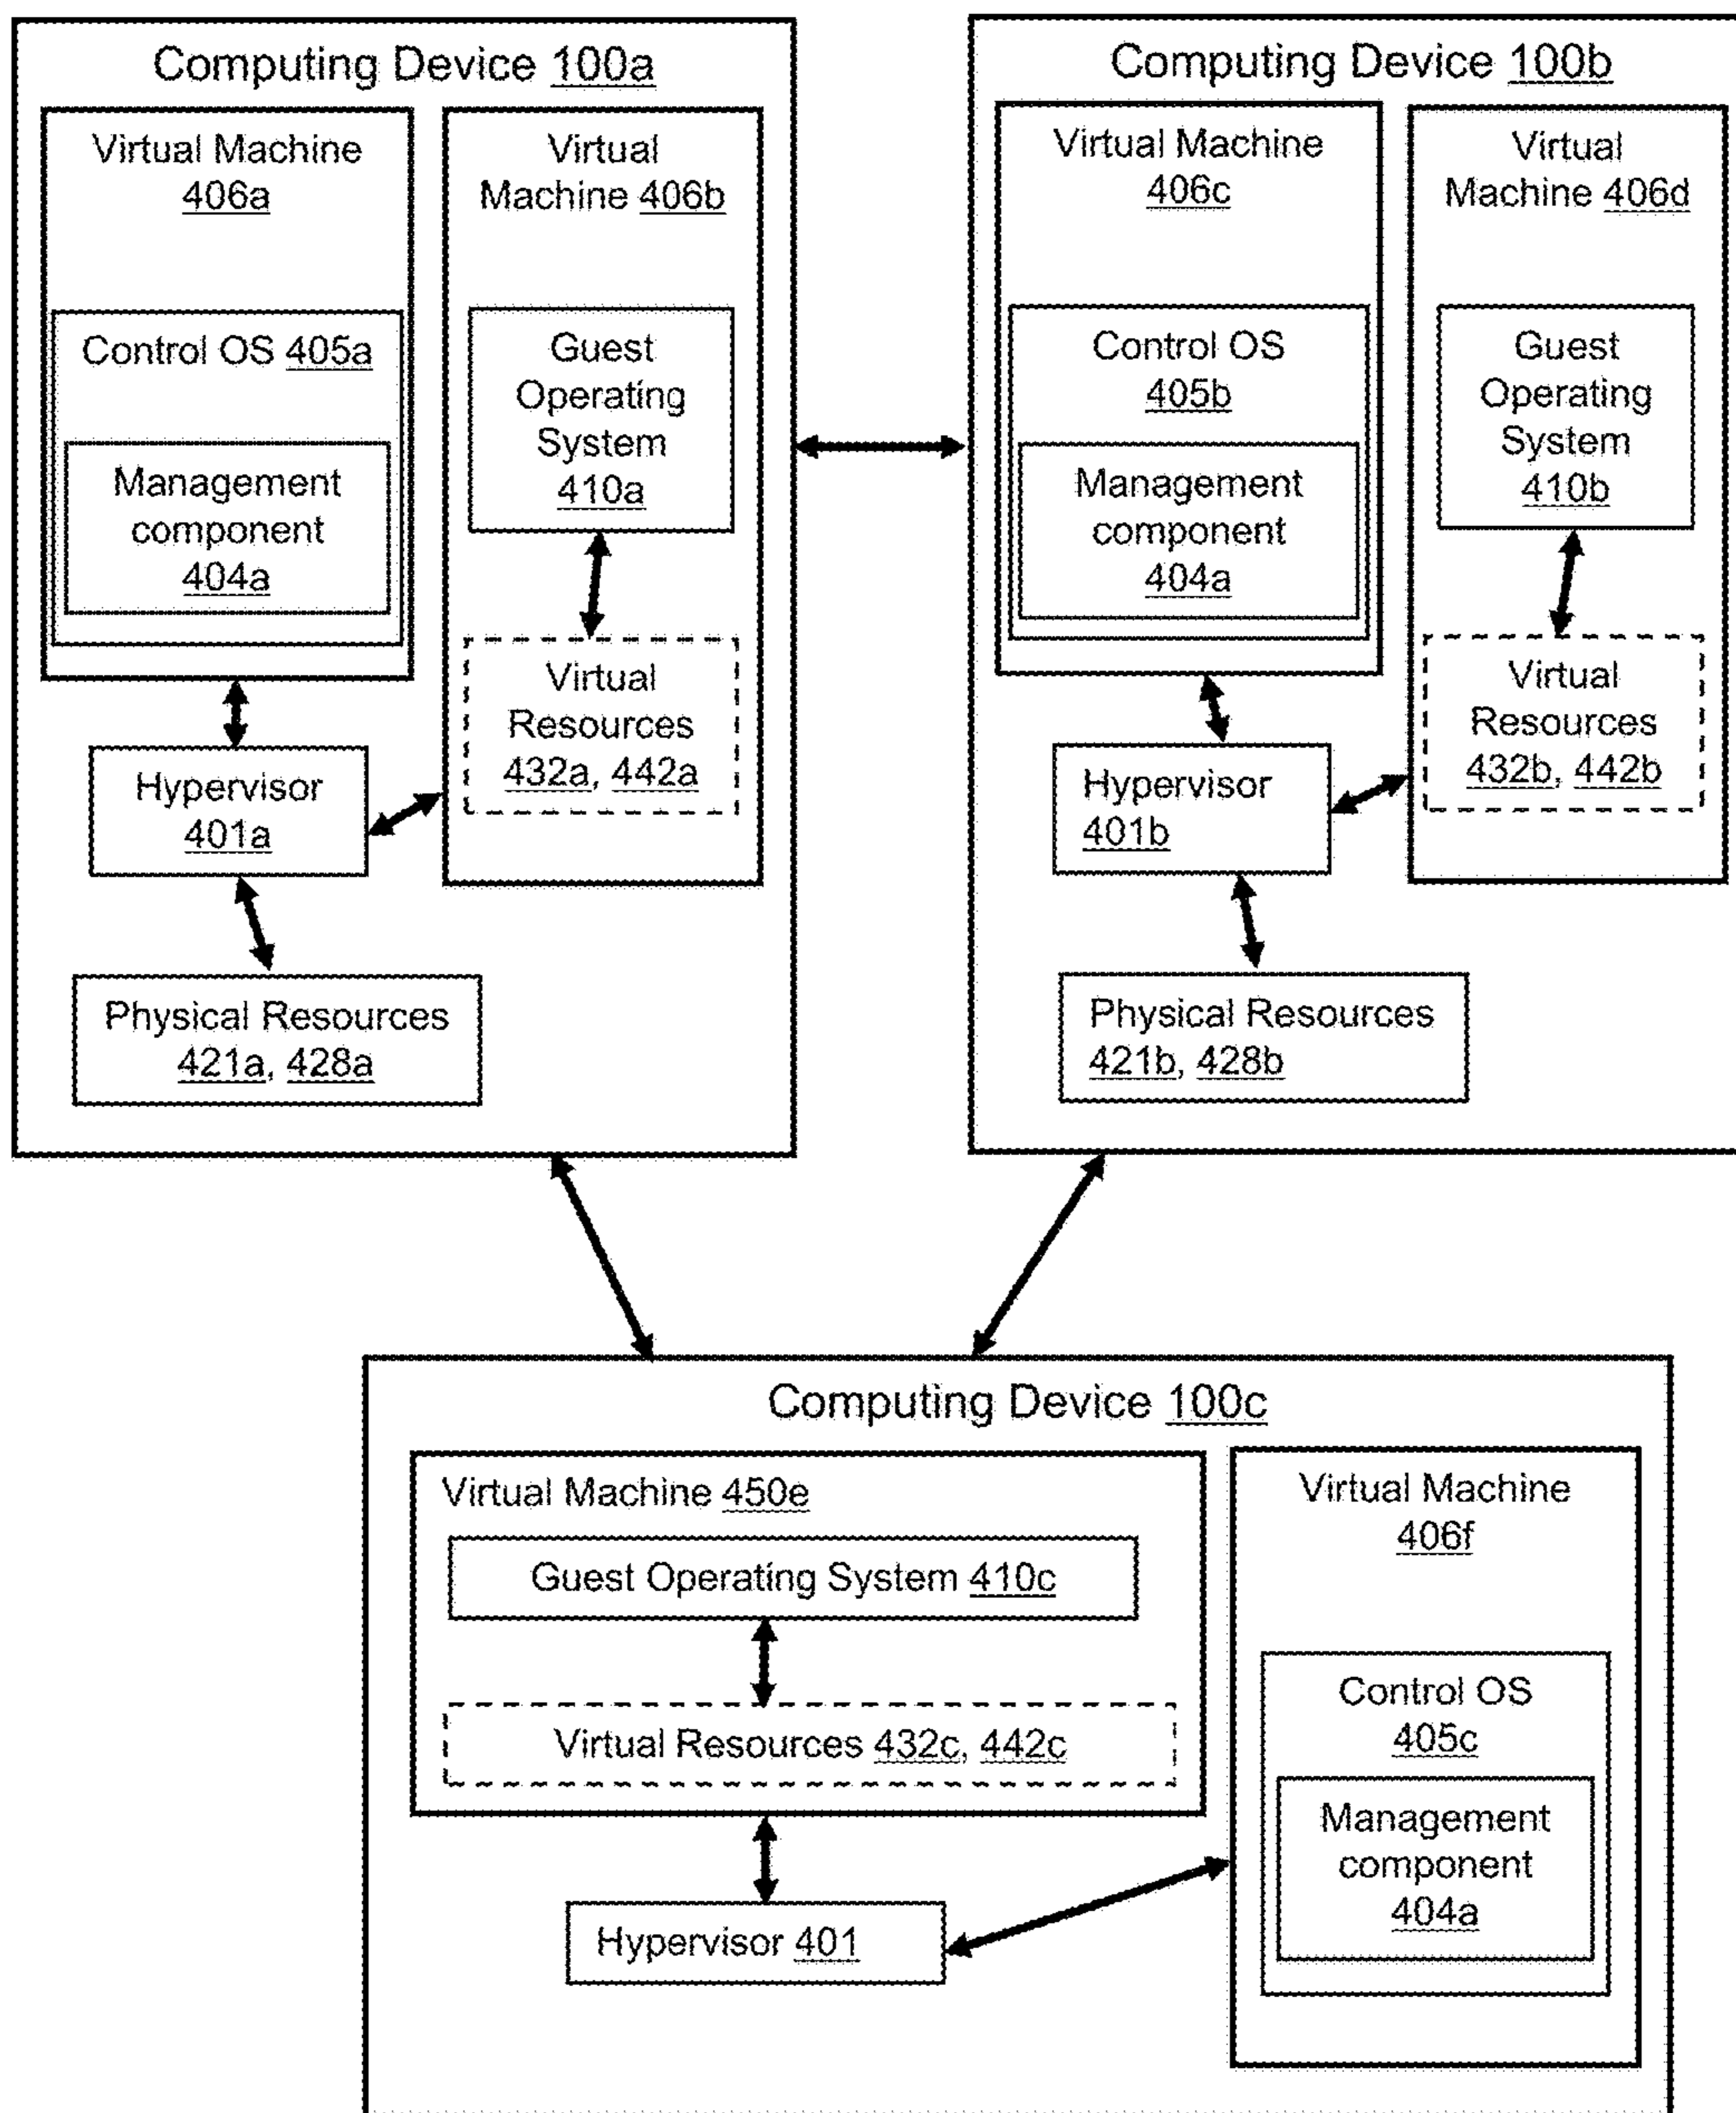 Computing Device 100a
Virtual Machine
406a
Control OS 405a
Management
component
404a
Virtual
Machine 406b
Guest
Operating
System
410a
Virtual
Resources
432a, 442a
Hypervisor
401a
Physical Resources
421a, 428a
Computing Device 100b
Virtual Machine
406c
Control OS
405b
Management
component
404a
Virtual
Machine 406d
Guest
Operating
System
410b
Virtual
Resources
432b, 442b
Hypervisor
401b
Physical Resources
421b, 428b
Computing Device 100c
Virtual Machine 450e
Guest Operating System 410c
Virtual Resources 432c, 442c
Hypervisor 401
Virtual Machine
406f
Control OS
405c
Management
component
404a